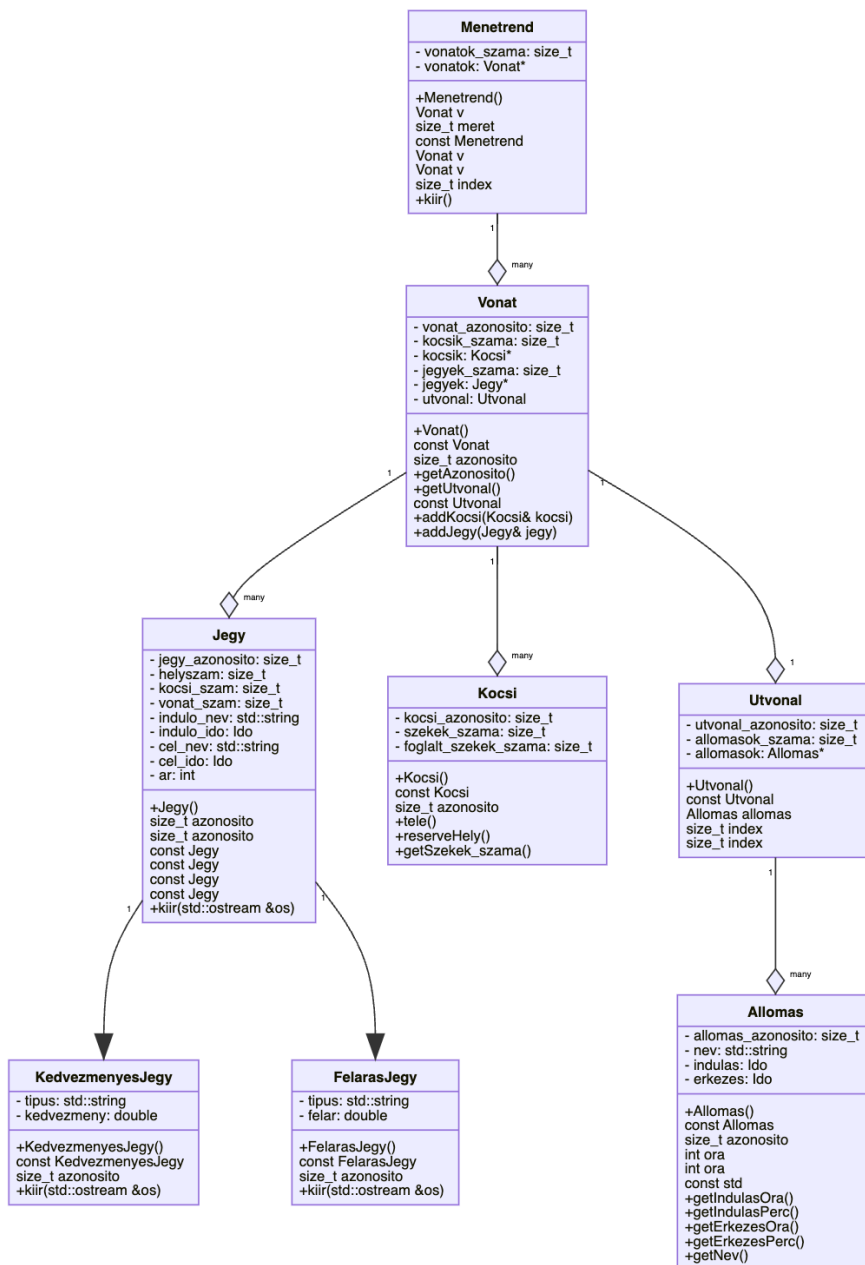 Menetrend
- vonatok_szama: size_t
- vonatok: Vonat*
+Menetrend()
Vonat v
size_t meret
const Menetrend
Vonat v
Vonat v
size_t index
+kiir()
1
many
Vonat
- vonat_azonosito: size_t
- kocsik_szama: size_t
- kocsik: Kocsi*
- jegyek_szama: size_t
- jegyek: Jegy*
- utvonal: Utvonal
+Vonat()
const Vonat
size_t azonosito
+getAzonosito()
+getUtvonal()
const Utvonal
+addKocsi(Kocsi& kocsi)
+addJegy(Jegy& jegy)
1
1
1
many
many
1
Jegy
- jegy_azonosito: size_t
- helyszam: size_t
- kocsi_szam: size_t
- vonat_szam: size_t
- indulo_nev: std::string
- indulo_ido: Ido
- cel_nev: std::string
- cel_ido: Ido
- ar: int
+Jegy()
size_t azonosito
size_t azonosito
const Jegy
const Jegy
const Jegy
const Jegy
+kiir(std::ostream &os)
Kocsi
- kocsi_azonosito: size_t
- szekek_szama: size_t
- foglalt_szekek_szama: size_t
+Kocsi()
const Kocsi
size_t azonosito
+tele()
+reserveHely()
+getSzekek_szama()
Utvonal
- utvonal_azonosito: size_t
- allomasok_szama: size_t
- allomasok: Allomas*
+Utvonal()
const Utvonal
Allomas allomas
size_t index
size_t index
1
1
1
many
KedvezmenyesJegy
- tipus: std::string
- kedvezmeny: double
+KedvezmenyesJegy()
const KedvezmenyesJegy
size_t azonosito
+kiir(std::ostream &os)
FelarasJegy
- tipus: std::string
- felar: double
+FelarasJegy()
const FelarasJegy
size_t azonosito
+kiir(std::ostream &os)
Allomas
- allomas_azonosito: size_t
- nev: std::string
- indulas: Ido
- erkezes: Ido
+Allomas()
const Allomas
size_t azonosito
int ora
int ora
const std
+getIndulasOra()
+getIndulasPerc()
+getErkezesOra()
+getErkezesPerc()
+getNev()